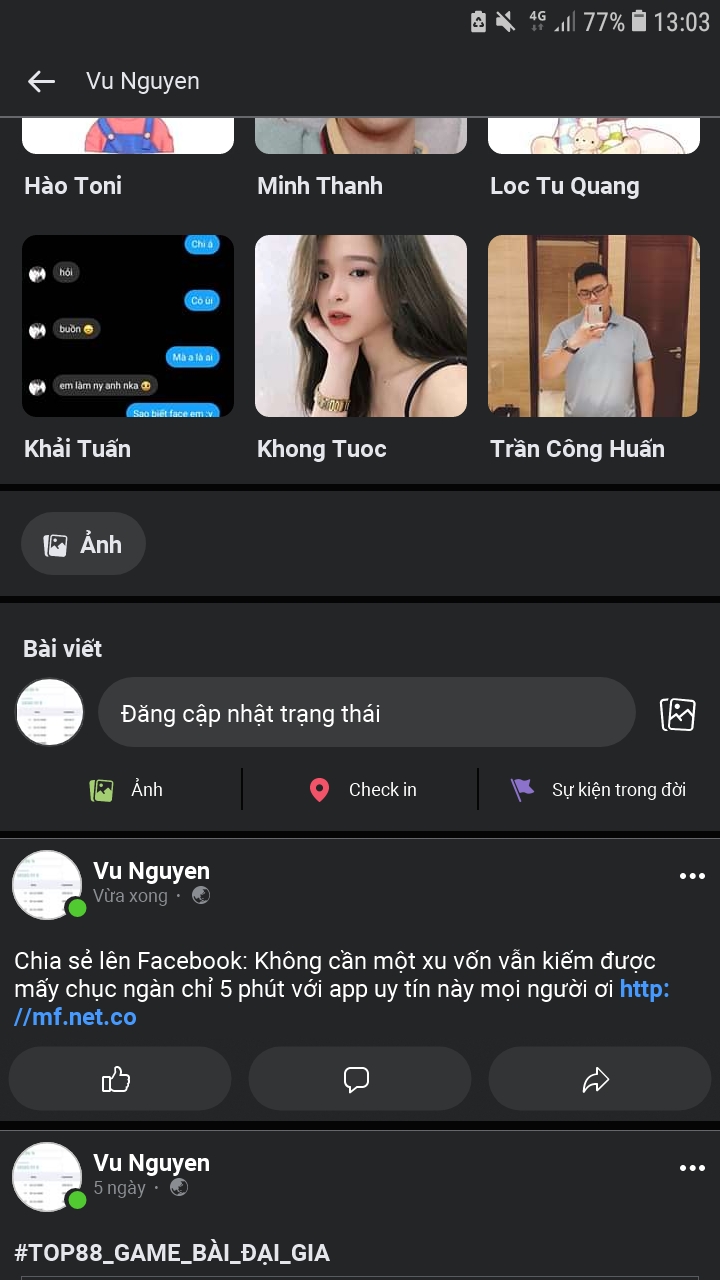 4G 77% 13:03
Vu Nguyen
Hào Toni
Minh Thanh
Loc Tu Quang
Chi á
hỏi
Có úi
buồn
Mà a là ai
em làm ny anh nka
Sao biết face em :v
Khải Tuấn
Khong Tuoc
Trần Công Huấn
Ảnh
Bài viết
Đăng cập nhật trạng thái
Ảnh
Check in
Sự kiện trong đời
Vu Nguyen
Vừa xong ·
Chia sẻ lên Facebook: Không cần một xu vốn vẫn kiếm được
mấy chục ngàn chỉ 5 phút với app uy tín này mọi người ơi http:
//mf.net.co
Vu Nguyen
5 ngày ·
#TOP88_GAME_BÀI_ĐẠI_GIA